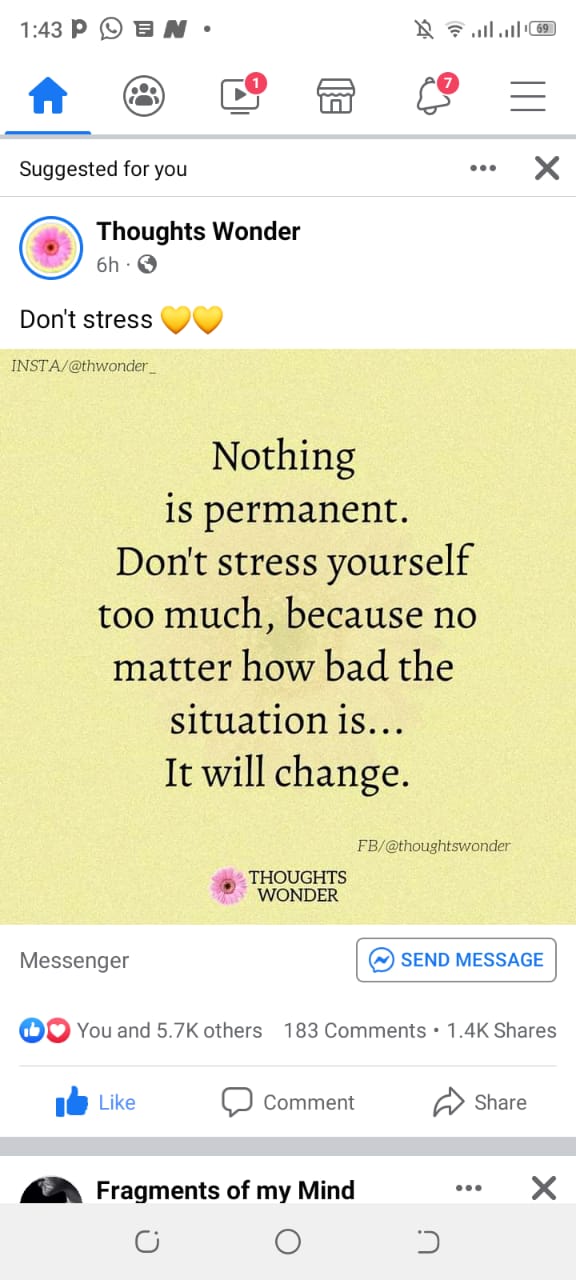 1:43
69
1
7
Suggested for you
Thoughts Wonder
6h ·
Don't stress 💛💛
INSTA/@thwonder_
Nothing
is permanent.
Don't stress yourself
too much, because no
matter how bad the
situation is...
It will change.
FB/@thoughtswonder
THOUGHTS
WONDER
Messenger
SEND MESSAGE
You and 5.7K others 183 Comments • 1.4K Shares
Like Comment Share
Fragments of my Mind